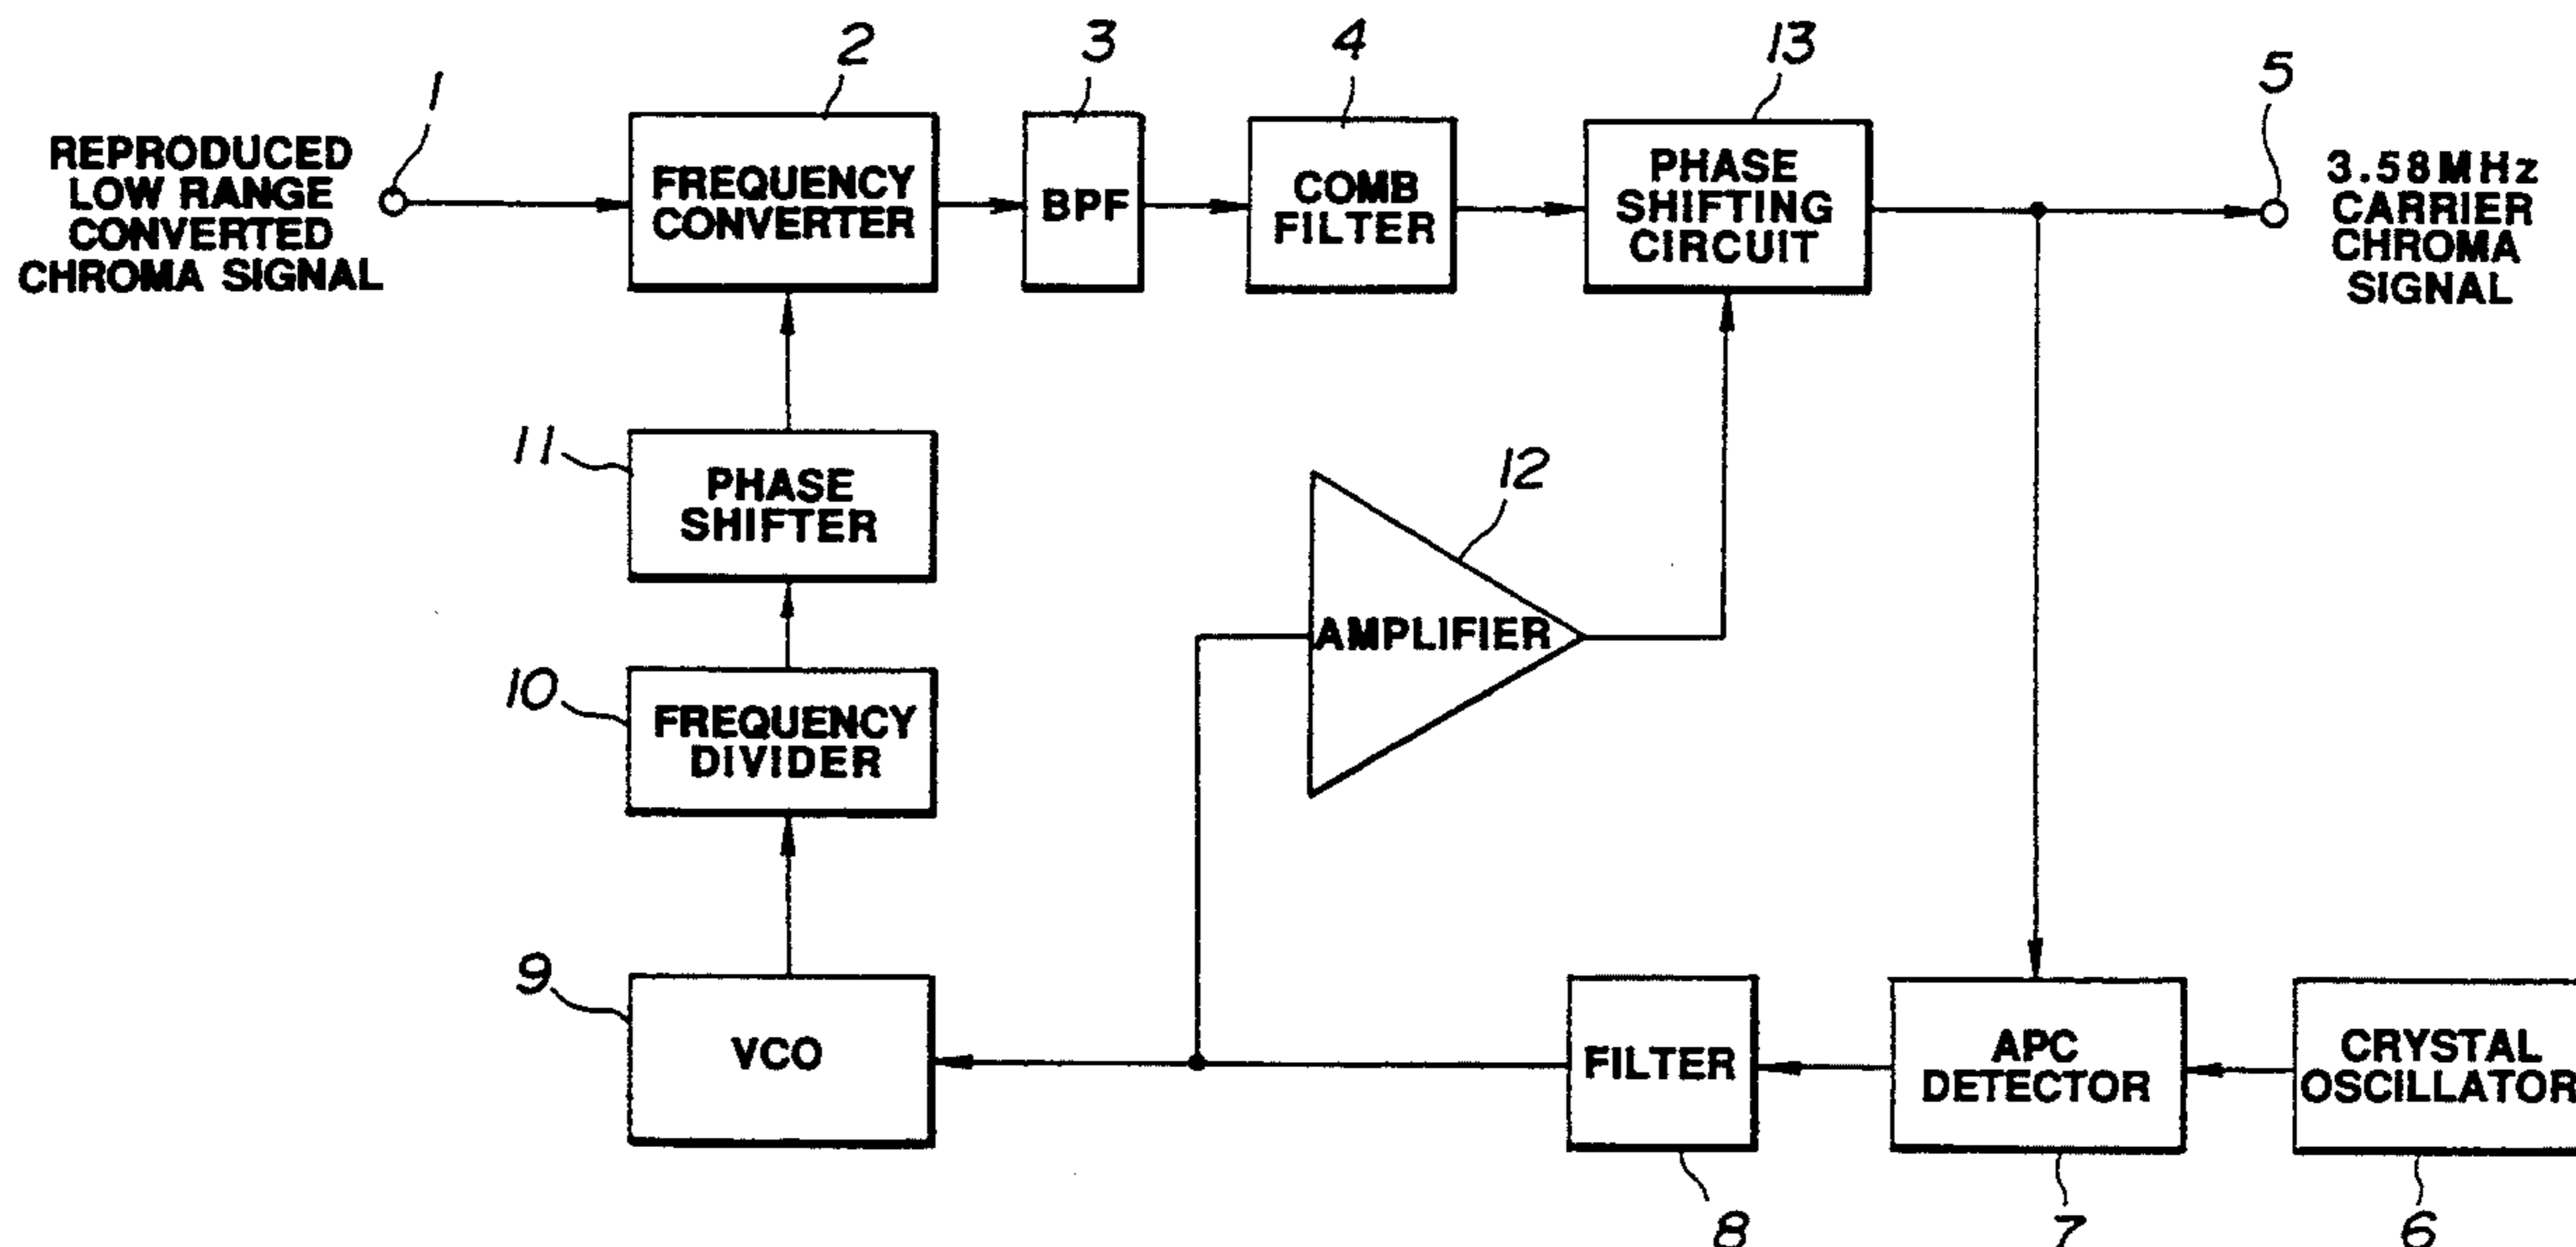 1
2
3
4
13
5
REPRODUCED
LOW RANGE
CONVERTED
CHROMA SIGNAL
FREQUENCY
CONVERTER
BPF
COMB
FILTER
PHASE
SHIFTING
CIRCUIT
3.58MHz
CARRIER
CHROMA
SIGNAL
11
PHASE
SHIFTER
12
AMPLIFIER
10
FREQUENCY
DIVIDER
9
VCO
FILTER
APC
DETECTOR
CRYSTAL
OSCILLATOR
8
7
6